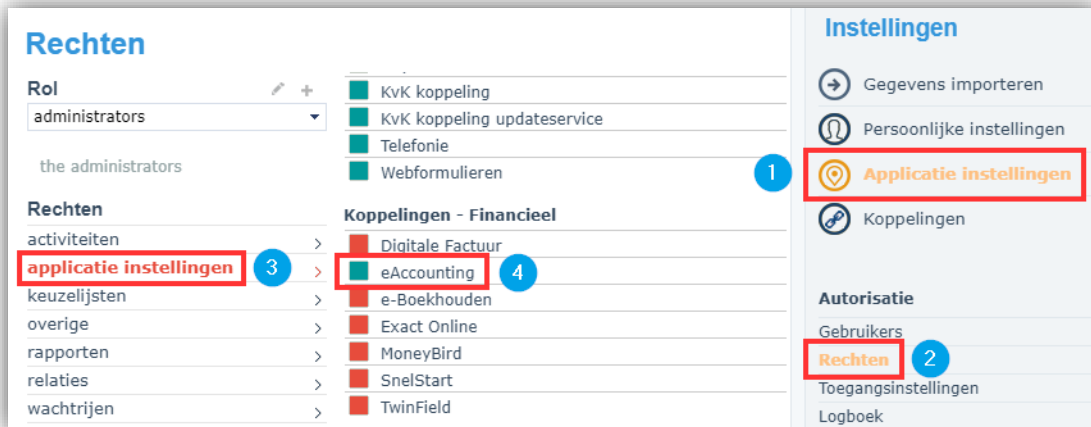 Rechten
Rol
administrators
the administrators
Rechten
activiteiten
applicatie instellingen
3
keuzelijsten
overige
rapporten
relaties
wachtrijen
KvK koppeling
KvK koppeling updateservice
Telefonie
Webformulieren
Koppelingen - Financieel
Digitale Factuur
eAccounting
4
e-Boekhouden
Exact Online
MoneyBird
SnelStart
TwinField
Instellingen
Gegevens importeren
Persoonlijke instellingen
1
Applicatie instellingen
Koppelingen
Autorisatie
Gebruikers
Rechten
2
Toegangsinstellingen
Logboek